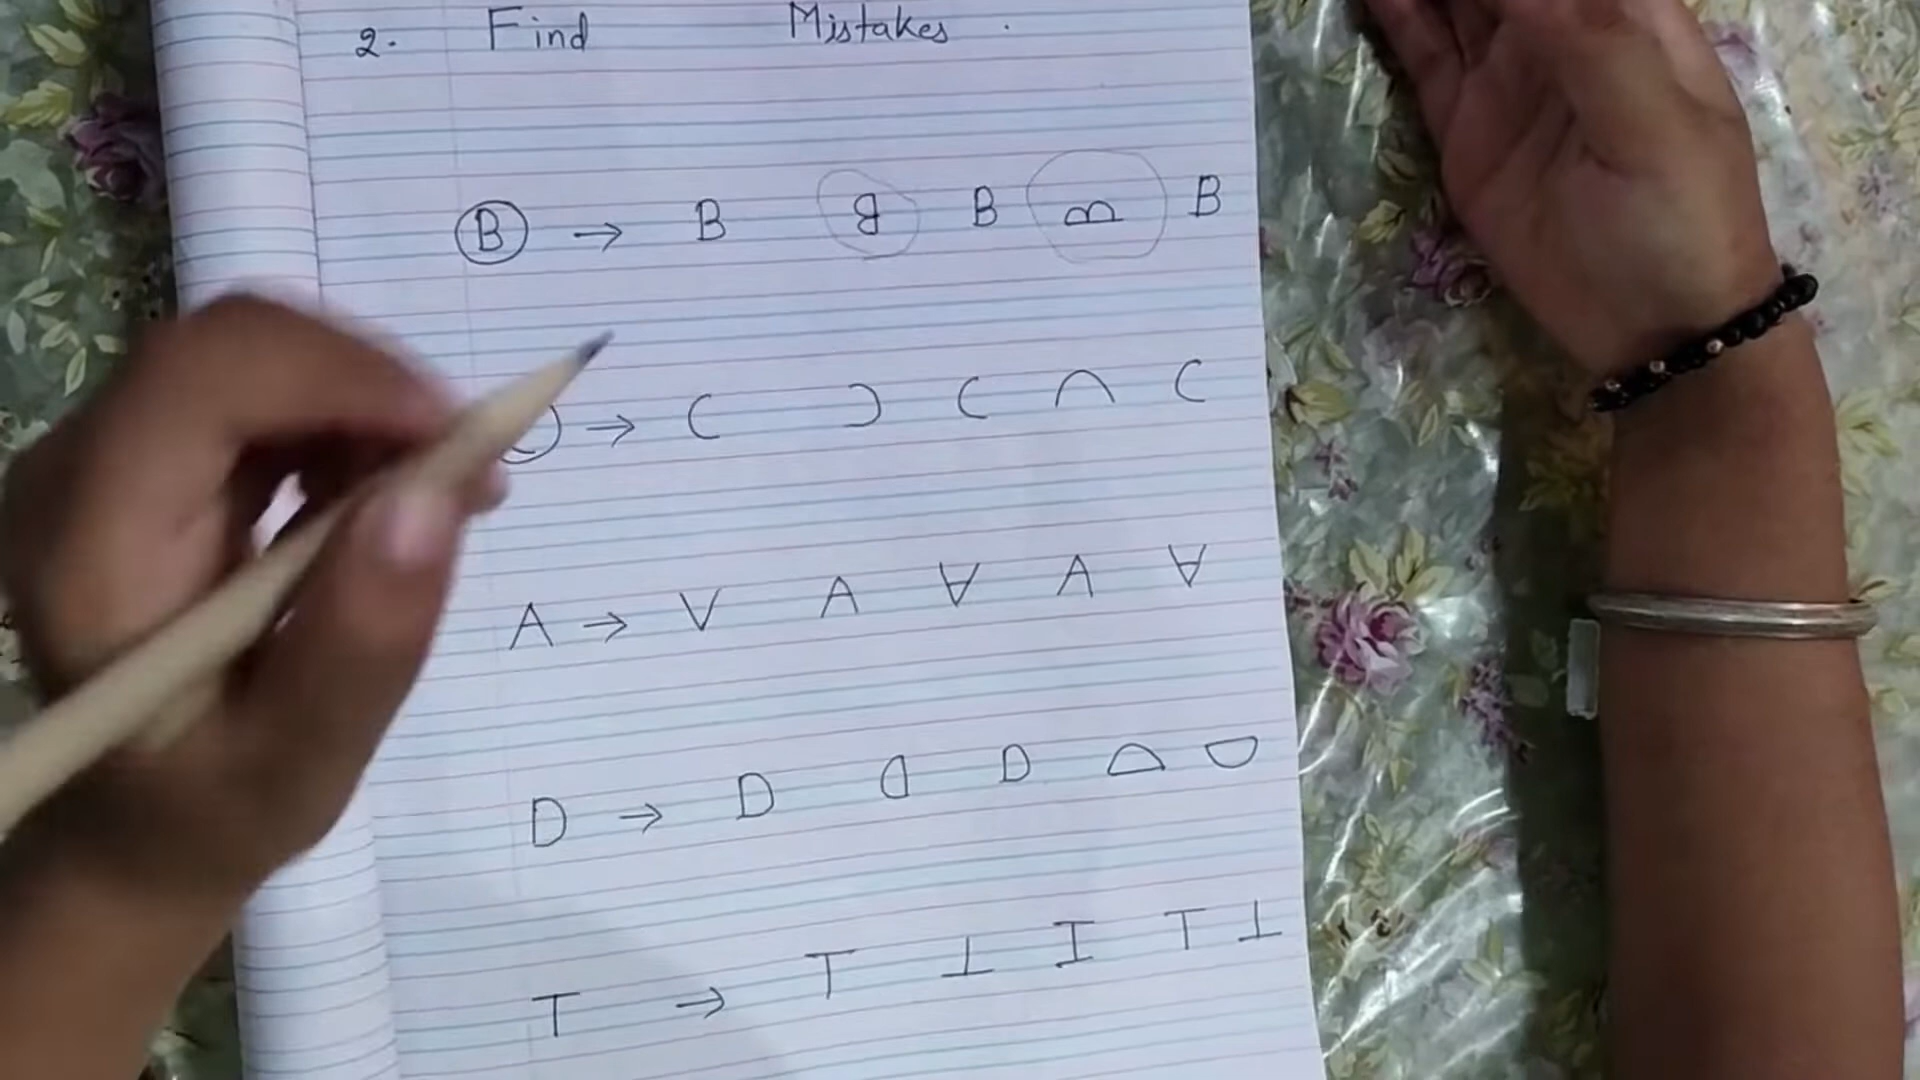 2. Find Mistakes .
B → B B B B B
→ C C C C C
A → V A A A A
D → D D D D D
T → T T I T T